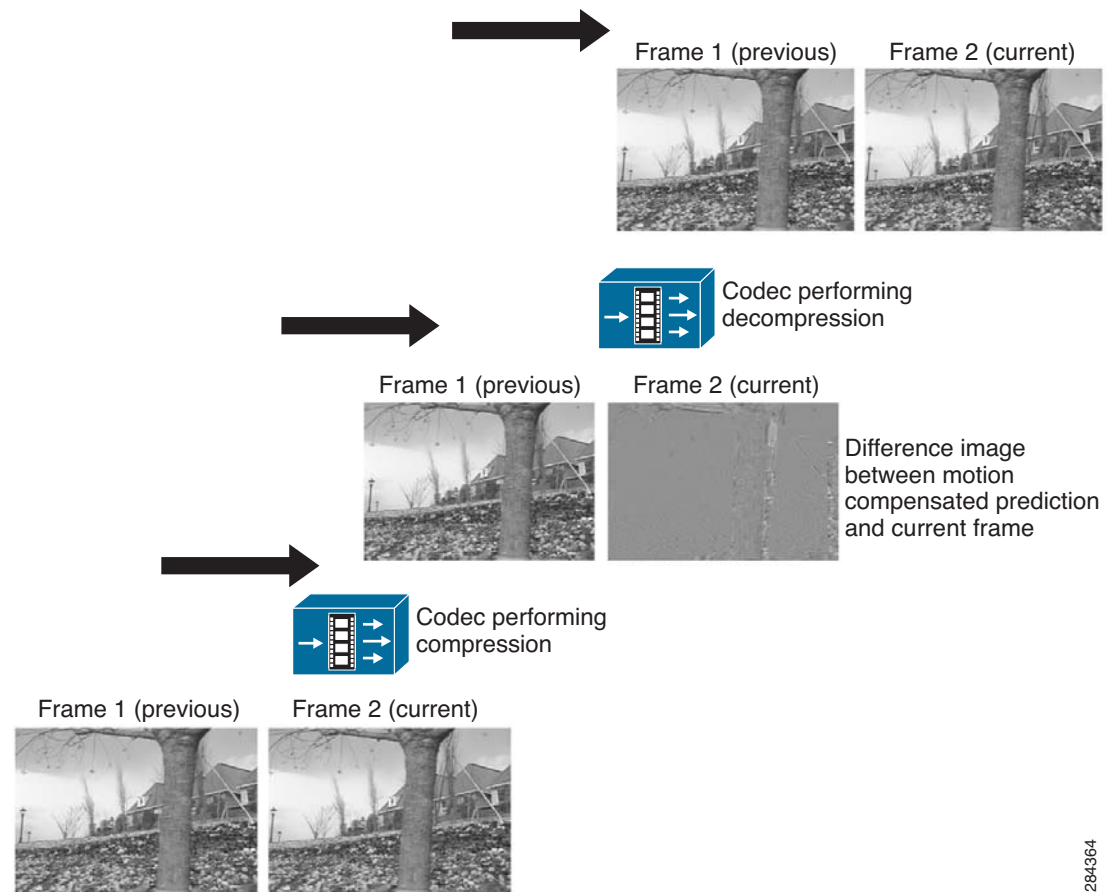 Frame 1 (previous)
Frame 2 (current)
Codec performing
decompression
Frame 1 (previous)
Frame 2 (current)
Difference image
between motion
compensated prediction
and current frame
Codec performing
compression
Frame 1 (previous)
Frame 2 (current)
284364